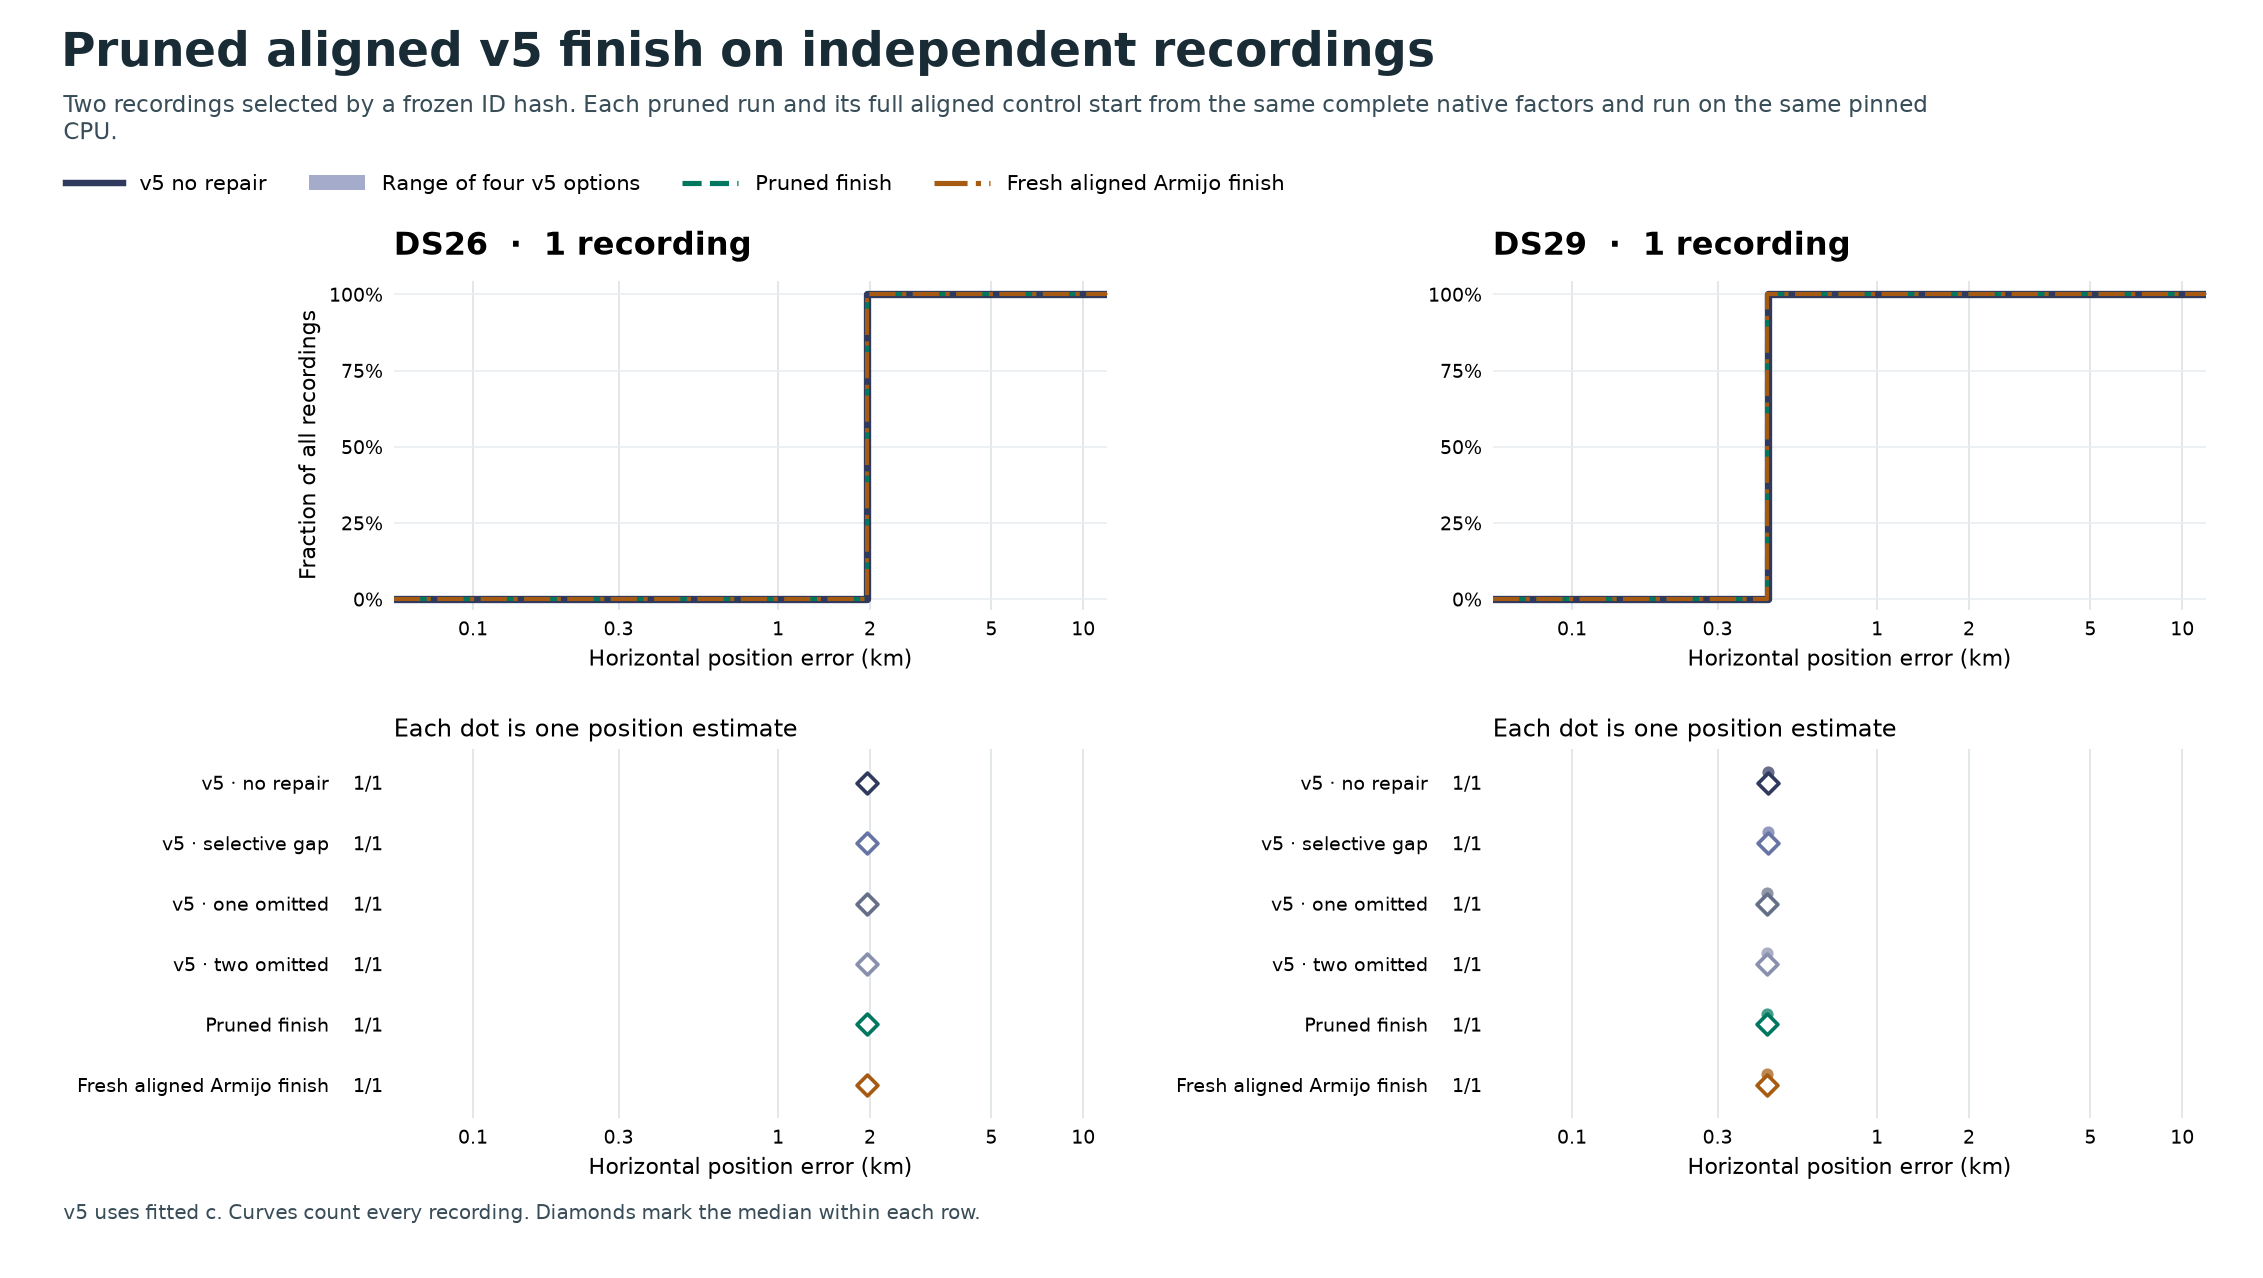 Pruned aligned v5 finish on independent recordings
Two recordings selected by a frozen ID hash. Each pruned run and its full aligned control start from the same complete native factors and run on the same pinned
CPU.
v5 no repair
Range of four v5 options
Pruned finish
Fresh aligned Armijo finish
DS26 · 1 recording
Fraction of all recordings
100%
75%
50%
25%
0%
0.1 0.3 1 2 5 10
Horizontal position error (km)
DS29 · 1 recording
100%
75%
50%
25%
0%
0.1 0.3 1 2 5 10
Horizontal position error (km)
Each dot is one position estimate
v5 · no repair 1/1
v5 · selective gap 1/1
v5 · one omitted 1/1
v5 · two omitted 1/1
Pruned finish 1/1
Fresh aligned Armijo finish 1/1
0.1 0.3 1 2 5 10
Horizontal position error (km)
Each dot is one position estimate
v5 · no repair 1/1
v5 · selective gap 1/1
v5 · one omitted 1/1
v5 · two omitted 1/1
Pruned finish 1/1
Fresh aligned Armijo finish 1/1
0.1 0.3 1 2 5 10
Horizontal position error (km)
v5 uses fitted c. Curves count every recording. Diamonds mark the median within each row.